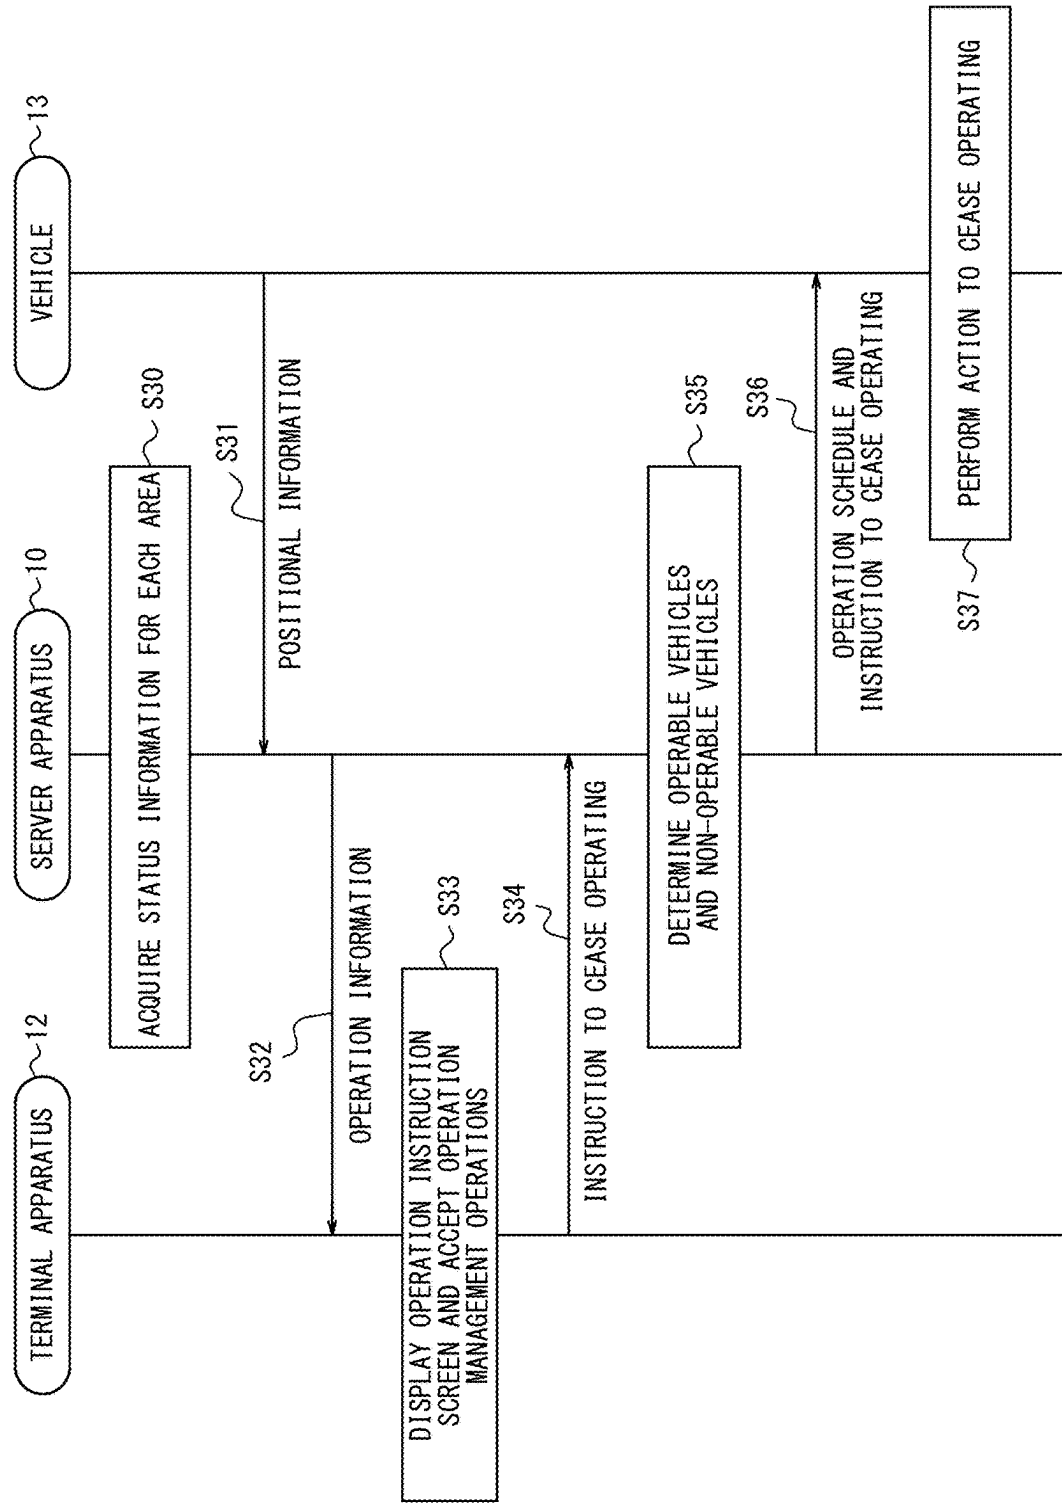 TERMINAL APPARATUS
12
SERVER APPARATUS
10
VEHICLE
13
ACQUIRE STATUS INFORMATION FOR EACH AREA
S30
S31
POSITIONAL INFORMATION
S32
OPERATION INFORMATION
DISPLAY OPERATION INSTRUCTION
SCREEN AND ACCEPT OPERATION
MANAGEMENT OPERATIONS
S33
S34
INSTRUCTION TO CEASE OPERATING
DETERMINE OPERABLE VEHICLES
AND NON-OPERABLE VEHICLES
S35
S36
OPERATION SCHEDULE AND
INSTRUCTION TO CEASE OPERATING
S37
PERFORM ACTION TO CEASE OPERATING